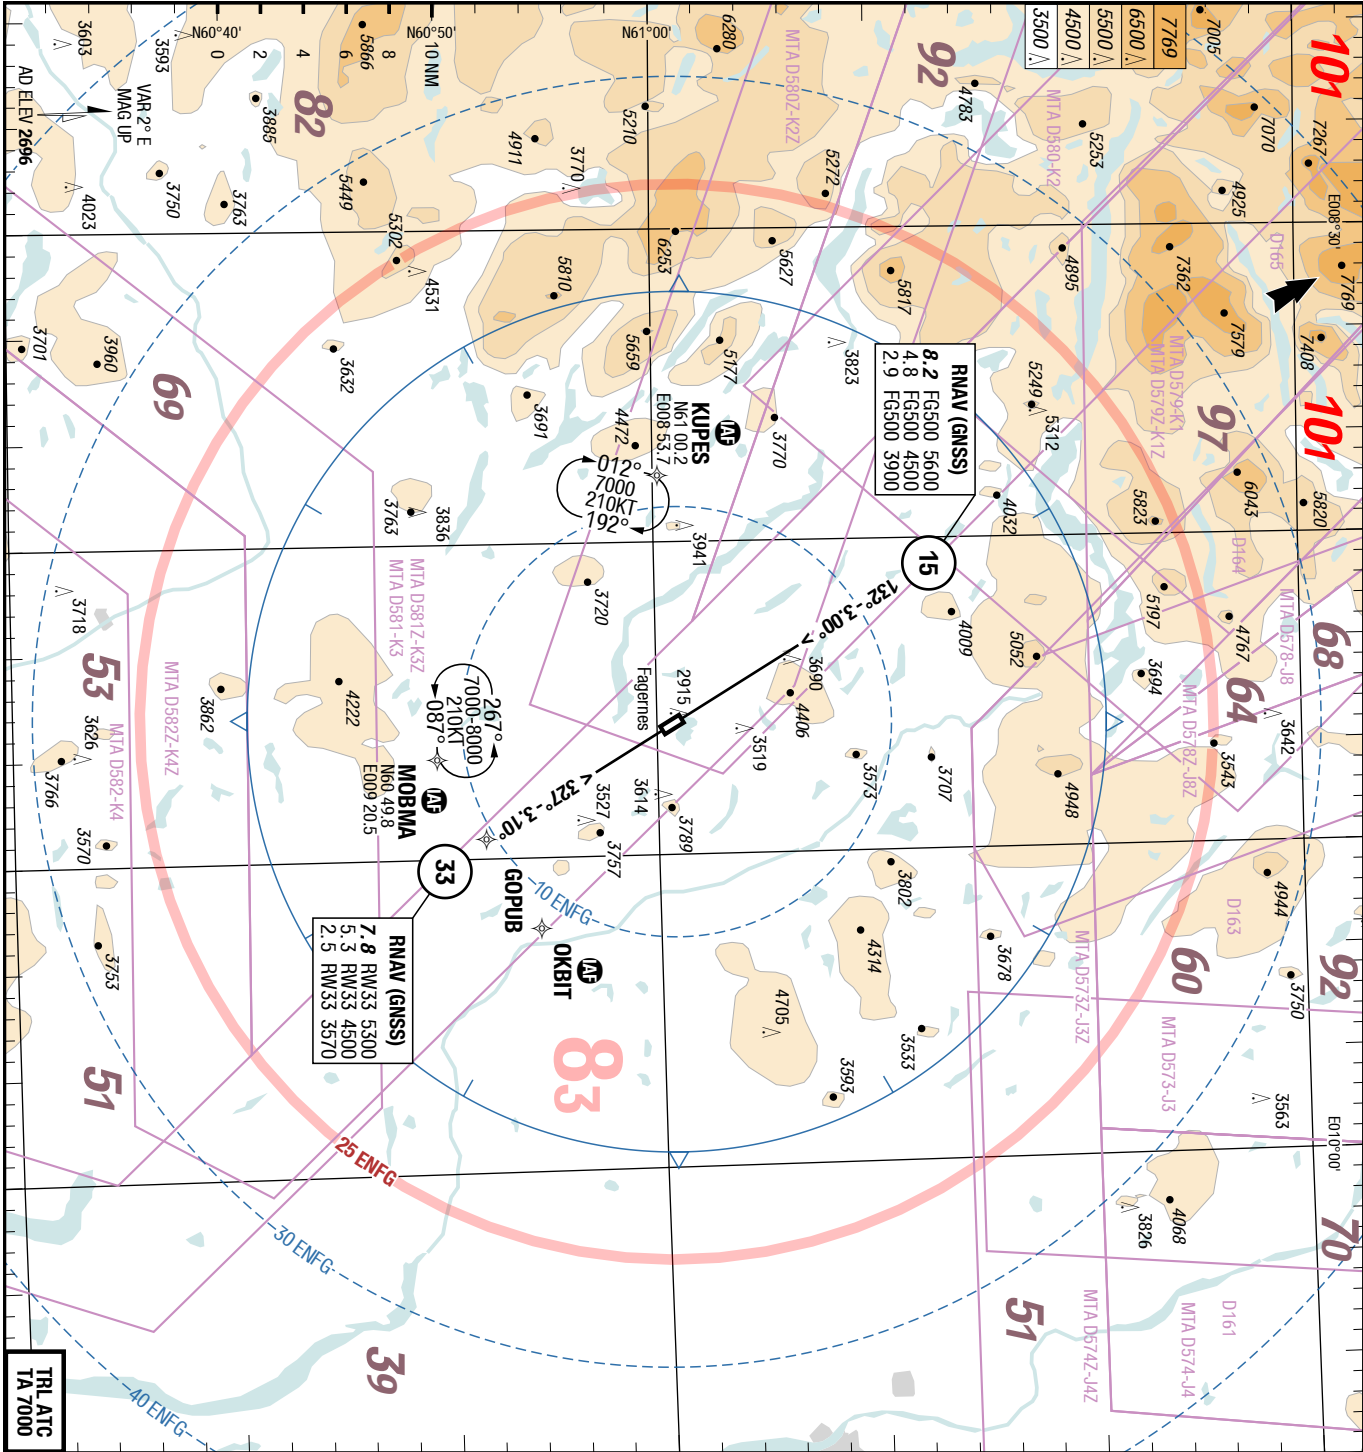 101
101
7769
6500
5500
4500
3500
7005
7070
7267
4925
E008°30'
7769
7408
D165
7362
7579
MTA D579-K1
MTA D579Z-K1Z
97
6043
5820
5823
D164
5197
4767
MTA D578-J8
68
64
3694
MTA D578Z-J8Z
3642
3543
4944
D163
92
60
3750
MTA D573Z-J3Z
MTA D573-J3
3563
E010°00'
4068
3826
70
D161
MTA D574-J4
MTA D574Z-J4Z
51
92
4783
5253
MTA D580-K2
4895
5249
5312
4032
5052
4009
4948
3707
3573
3678
3802
4314
3533
3593
4705
MTA D580Z-K2Z
6280
N61°00'
5210
4911
3770
5272
5627
5817
6253
5810
5659
5177
3823
3770
RNAV (GNSS)
8.2 FG500 5600
4.8 FG500 4500
2.9 FG500 3900
15
132° - 3.00° >
KUPES
IAF
N61 00.2
E008 53.7
012°
7000
210KT
192°
4472
3691
3941
3720
3690
4406
3519
2915
Fagernes
3614
3789
3527
3757
< 327° - 3.10°
10 ENFG
GOPUB
OKBIT
IAF
83
33
RNAV (GNSS)
7.8 RW33 5300
5.3 RW33 4500
2.5 RW33 3570
267°
7000-8000
210KT
087°
MOBMA
IAF
N60 49.8
E009 20.5
10 NM
8
6
4
2
0
N60°50'
N60°40'
5866
82
3885
5449
5302
4531
3632
3763
3836
MTA D581Z-K3Z
MTA D581-K3
4222
3862
3603
3593
VAR 2° E
MAG UP
AD ELEV 2696
3750
3763
4023
3701
3960
69
3718
53
MTA D582Z-K4Z
MTA D582-K4
3626
3766
3570
3753
51
25 ENFG
30 ENFG
40 ENFG
39
TRL ATC
TA 7000